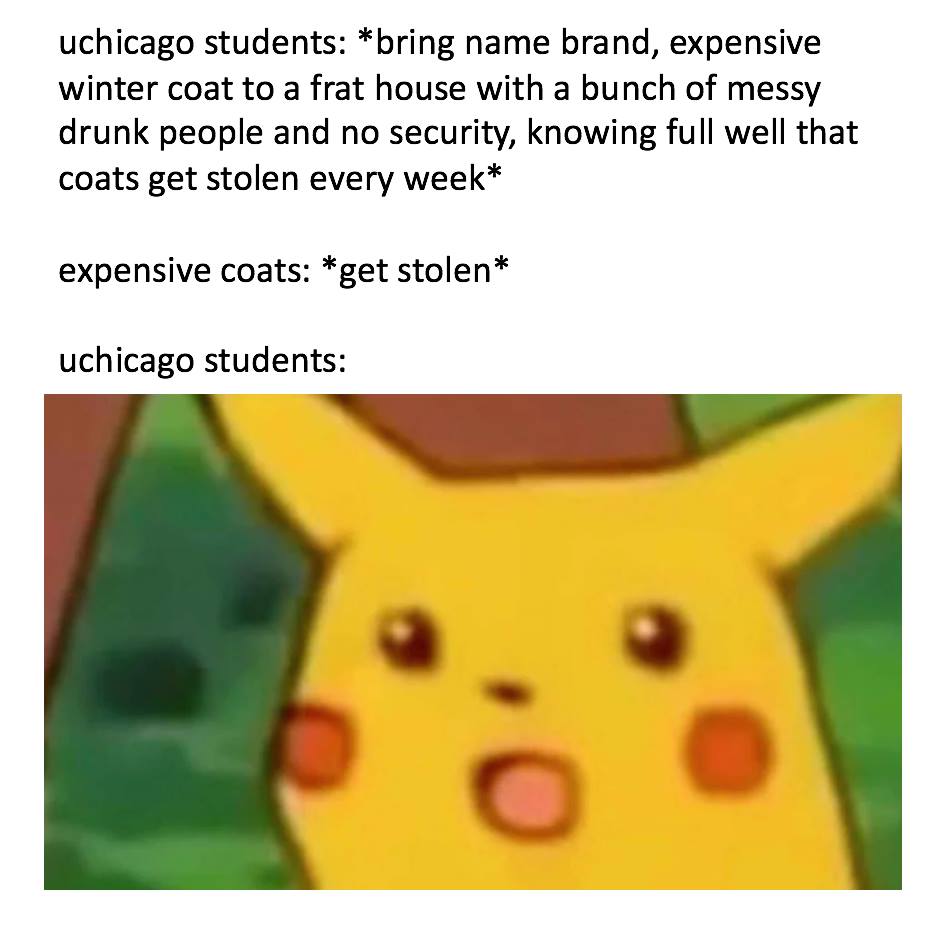 uchicago students: *bring name brand, expensive
winter coat to a frat house with a bunch of messy
drunk people and no security, knowing full well that
coats get stolen every week*
expensive coats: *get stolen*
uchicago students: